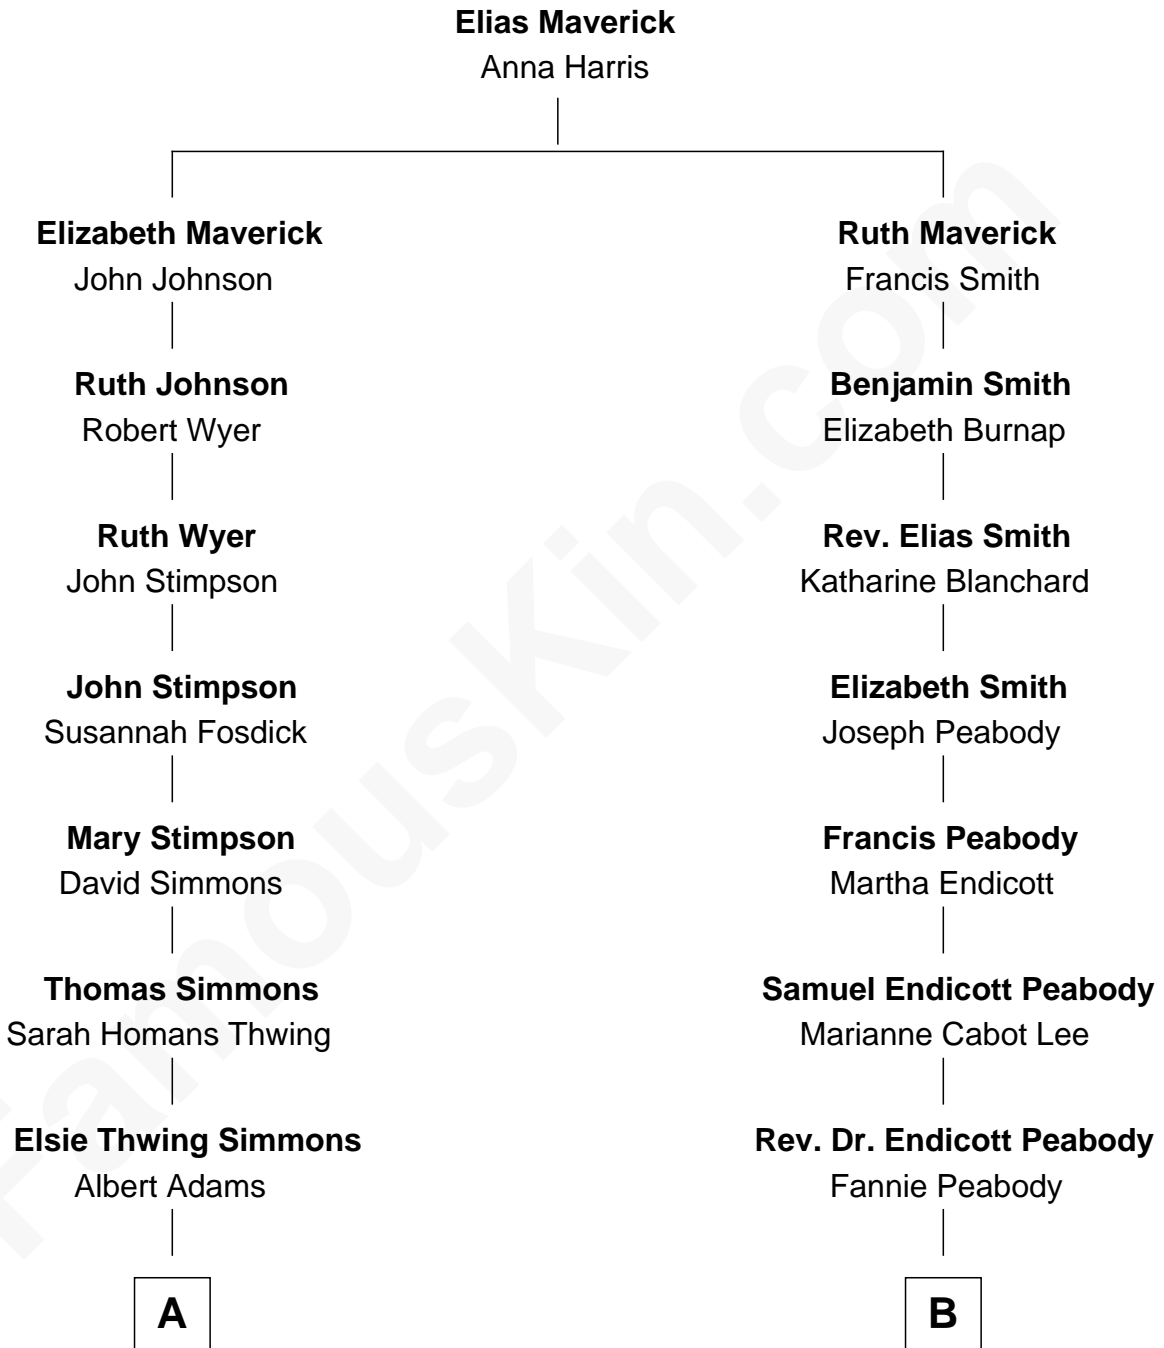 Elias Maverick
Anna Harris
Elizabeth Maverick
John Johnson
Ruth Johnson
Robert Wyer
Ruth Wyer
John Stimpson
John Stimpson
Susannah Fosdick
Mary Stimpson
David Simmons
Thomas Simmons
Sarah Homans Thwing
Elsie Thwing Simmons
Albert Adams
A
Ruth Maverick
Francis Smith
Benjamin Smith
Elizabeth Burnap
Rev. Elias Smith
Katharine Blanchard
Elizabeth Smith
Joseph Peabody
Francis Peabody
Martha Endicott
Samuel Endicott Peabody
Marianne Cabot Lee
Rev. Dr. Endicott Peabody
Fannie Peabody
B
FamousKin.com